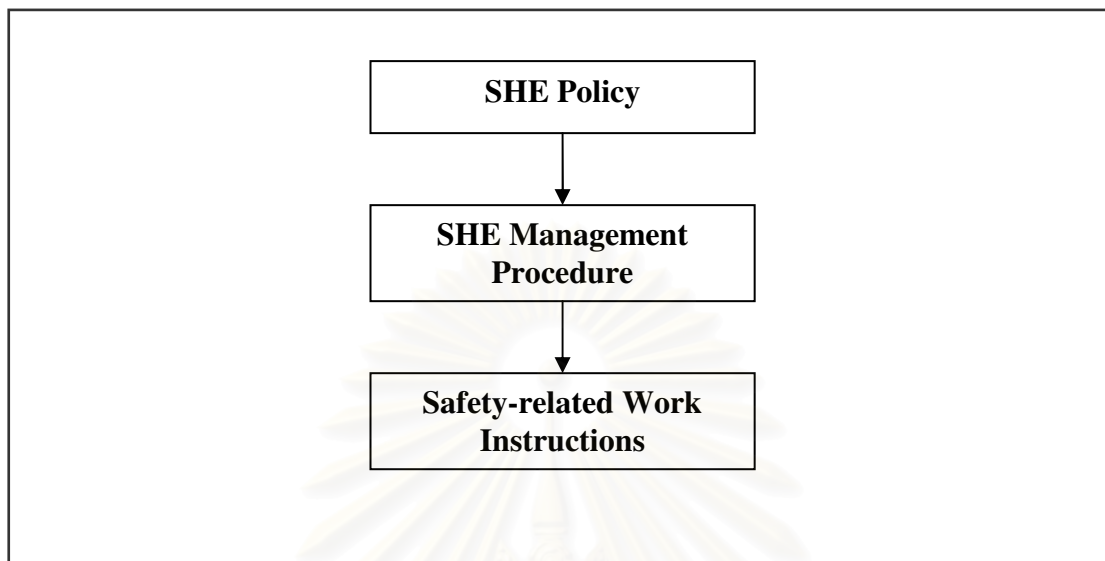 SHE Policy
SHE Management
Procedure
Safety-related Work
Instructions